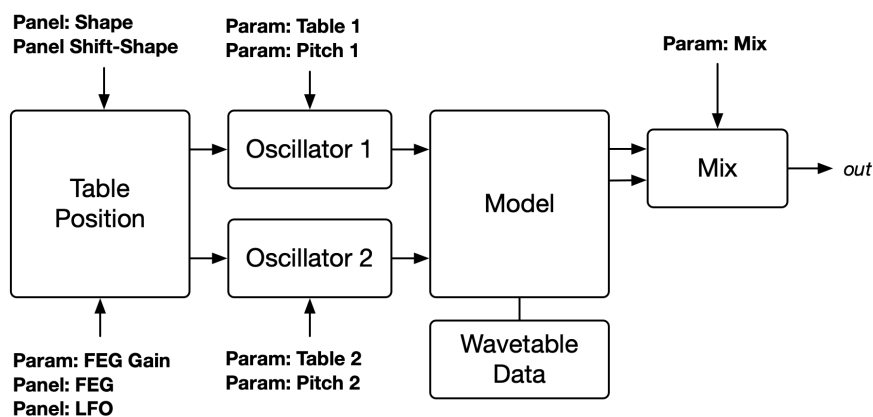 Panel: Shape
Panel Shift-Shape
Param: Table 1
Param: Pitch 1
Param: Mix
Table
Position
Oscillator 1
Oscillator 2
Model
Mix
out
Wavetable
Data
Param: FEG Gain
Panel: FEG
Panel: LFO
Param: Table 2
Param: Pitch 2